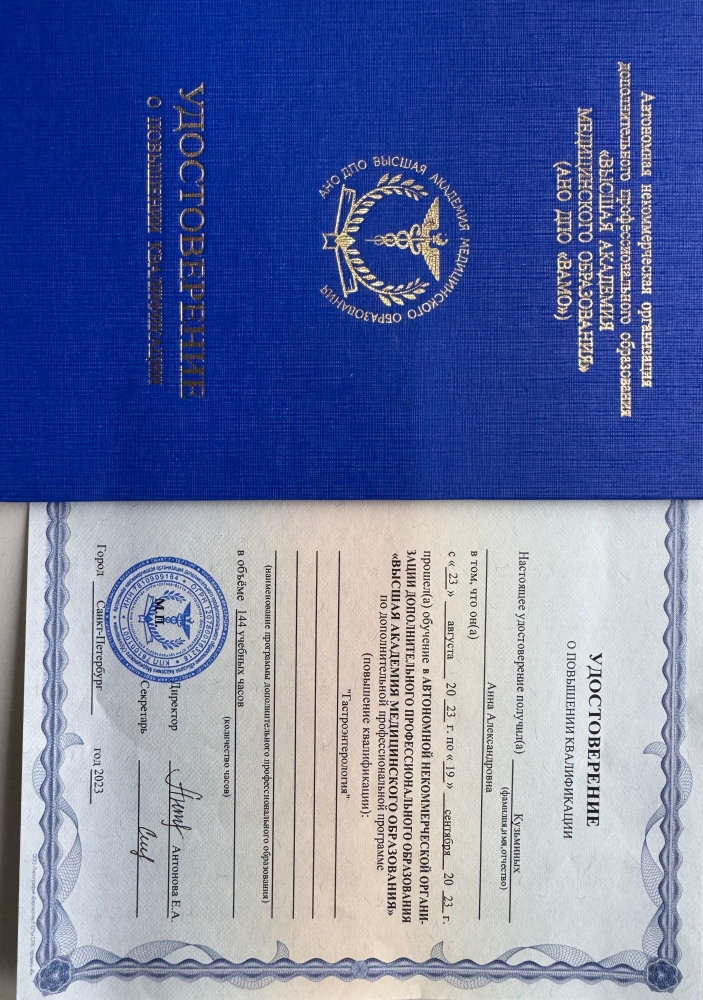 Автономная некоммерческая организация
дополнительного профессионального образования
«ВЫСШАЯ АКАДЕМИЯ
МЕДИЦИНСКОГО ОБРАЗОВАНИЯ»
(АНО ДПО «ВАМО»)
АНО ДПО ВЫСШАЯ АКАДЕМИЯ МЕДИЦИНСКОГО ОБРАЗОВАНИЯ
УДОСТОВЕРЕНИЕ
О ПОВЫШЕНИИ КВАЛИФИКАЦИИ
УДОСТОВЕРЕНИЕ
О ПОВЫШЕНИИ КВАЛИФИКАЦИИ
Настоящее удостоверение получил(а) Кузьминых
(фамилия,имя,отчество)
Анна Александровна
в том, что он(а)
с « 23 » августа 20 23 г. по « 19 » сентября 20 23 г.
прошел(а) обучение в АВТОНОМНОЙ НЕКОММЕРЧЕСКОЙ ОРГАНИ-
ЗАЦИИ ДОПОЛНИТЕЛЬНОГО ПРОФЕССИОНАЛЬНОГО ОБРАЗОВАНИЯ
«ВЫСШАЯ АКАДЕМИЯ МЕДИЦИНСКОГО ОБРАЗОВАНИЯ»
по дополнительной профессиональной программе
(повышение квалификации):
"Гастроэнтерология"
(наименование программы дополнительного профессионального образования)
в объёме 144 учебных часов
(количество часов)
М.П.
Директор Антонова Е.А.
Секретарь
Город Санкт-Петербург год 2023